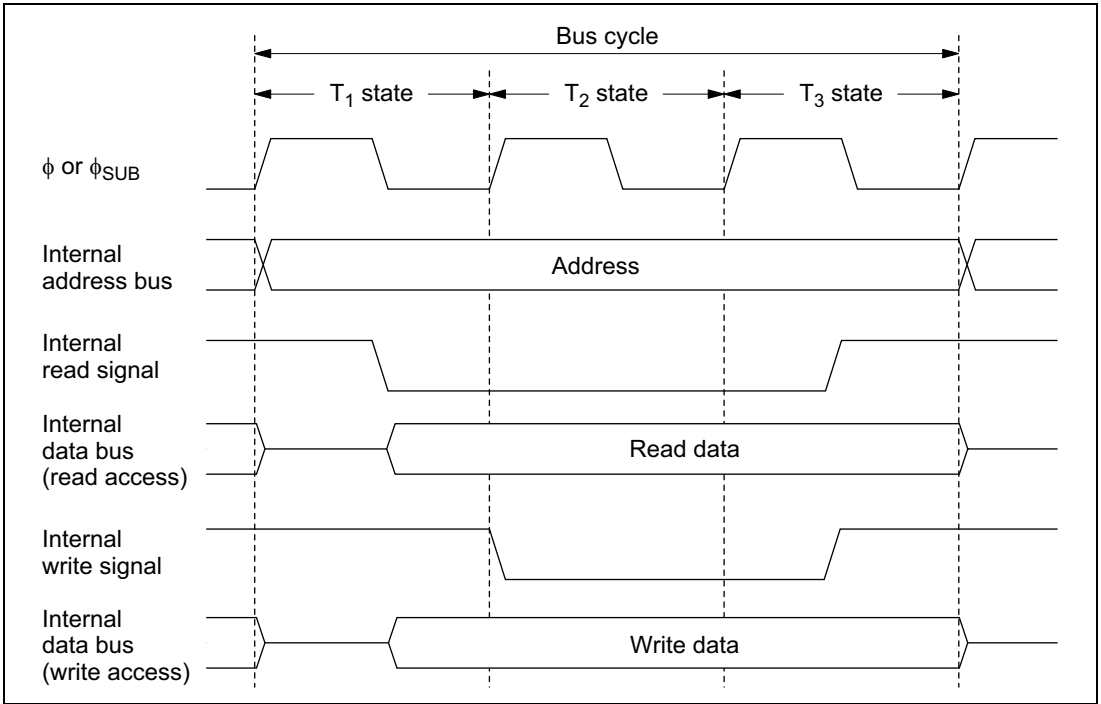 Bus cycle
T₁ state
T₂ state
T₃ state
ϕ or ϕSUB
Internal
address bus
Address
Internal
read signal
Internal
data bus
(read access)
Read data
Internal
write signal
Internal
data bus
(write access)
Write data